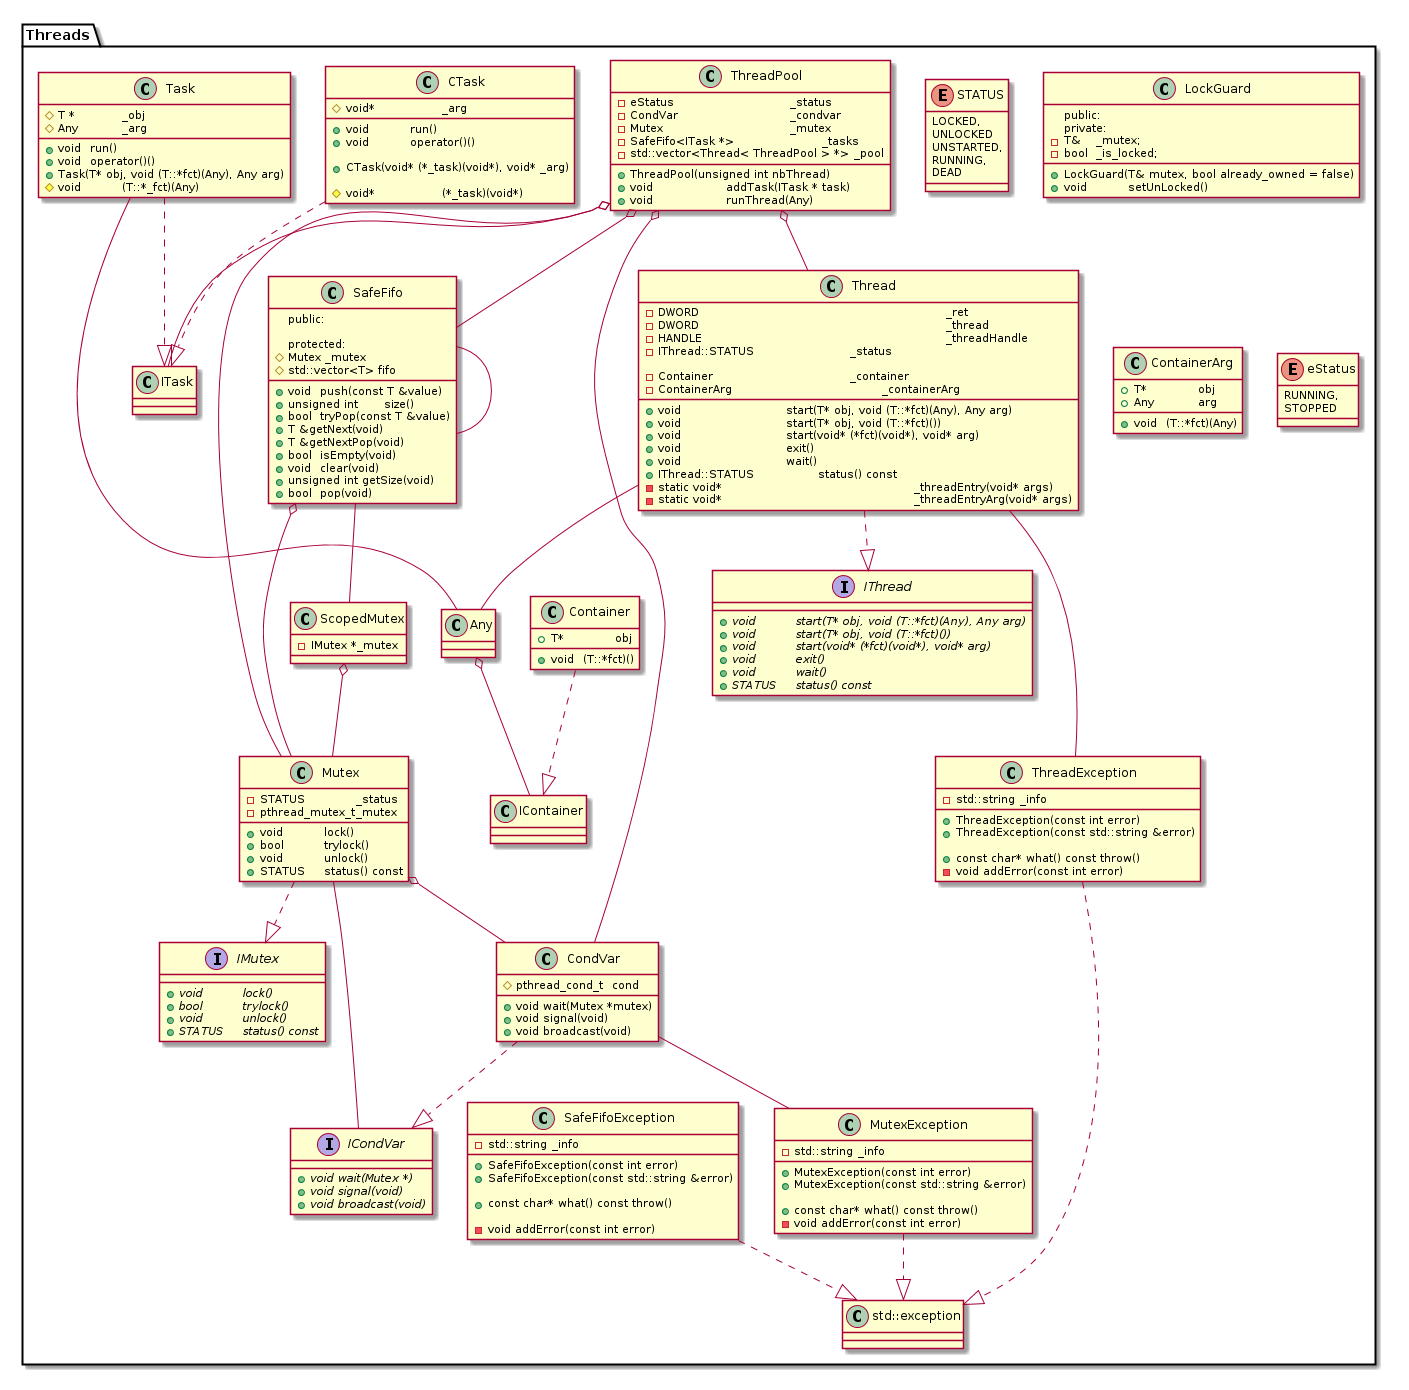 Threads
C Task
T * _obj
Any _arg
void run()
void operator()()
Task(T* obj, void (T::*fct)(Any), Any arg)
void (T::*_fct)(Any)
C CTask
void* _arg
void run()
void operator()()
CTask(void* (*_task)(void*), void* _arg)
void* (*_task)(void*)
C ThreadPool
eStatus _status
CondVar _condvar
Mutex _mutex
SafeFifo<ITask *> _tasks
std::vector<Thread< ThreadPool > *> _pool
ThreadPool(unsigned int nbThread)
void addTask(ITask * task)
void runThread(Any)
E STATUS
LOCKED,
UNLOCKED
UNSTARTED,
RUNNING,
DEAD
C LockGuard
public:
private:
T& _mutex;
bool _is_locked;
LockGuard(T& mutex, bool already_owned = false)
void setUnLocked()
C SafeFifo
public:
protected:
Mutex _mutex
std::vector<T> fifo
void push(const T &value)
unsigned int size()
bool tryPop(const T &value)
T &getNext(void)
T &getNextPop(void)
bool isEmpty(void)
void clear(void)
unsigned int getSize(void)
bool pop(void)
C Thread
DWORD _ret
DWORD _thread
HANDLE _threadHandle
IThread::STATUS _status
Container _container
ContainerArg _containerArg
void start(T* obj, void (T::*fct)(Any), Any arg)
void start(T* obj, void (T::*fct)())
void start(void* (*fct)(void*), void* arg)
void exit()
void wait()
IThread::STATUS status() const
static void* _threadEntry(void* args)
static void* _threadEntryArg(void* args)
C ContainerArg
T* obj
Any arg
void (T::*fct)(Any)
E eStatus
RUNNING,
STOPPED
C ITask
C ScopedMutex
IMutex *_mutex
C Any
C Container
T* obj
void (T::*fct)()
I IThread
void start(T* obj, void (T::*fct)(Any), Any arg)
void start(T* obj, void (T::*fct)())
void start(void* (*fct)(void*), void* arg)
void exit()
void wait()
STATUS status() const
C Mutex
STATUS _status
pthread_mutex_t _mutex
void lock()
bool trylock()
void unlock()
STATUS status() const
C IContainer
C ThreadException
std::string _info
ThreadException(const int error)
ThreadException(const std::string &error)
const char* what() const throw()
void addError(const int error)
I IMutex
void lock()
bool trylock()
void unlock()
STATUS status() const
C CondVar
pthread_cond_t cond
void wait(Mutex *mutex)
void signal(void)
void broadcast(void)
I ICondVar
void wait(Mutex *)
void signal(void)
void broadcast(void)
C SafeFifoException
std::string _info
SafeFifoException(const int error)
SafeFifoException(const std::string &error)
const char* what() const throw()
void addError(const int error)
C MutexException
std::string _info
MutexException(const int error)
MutexException(const std::string &error)
const char* what() const throw()
void addError(const int error)
C std::exception